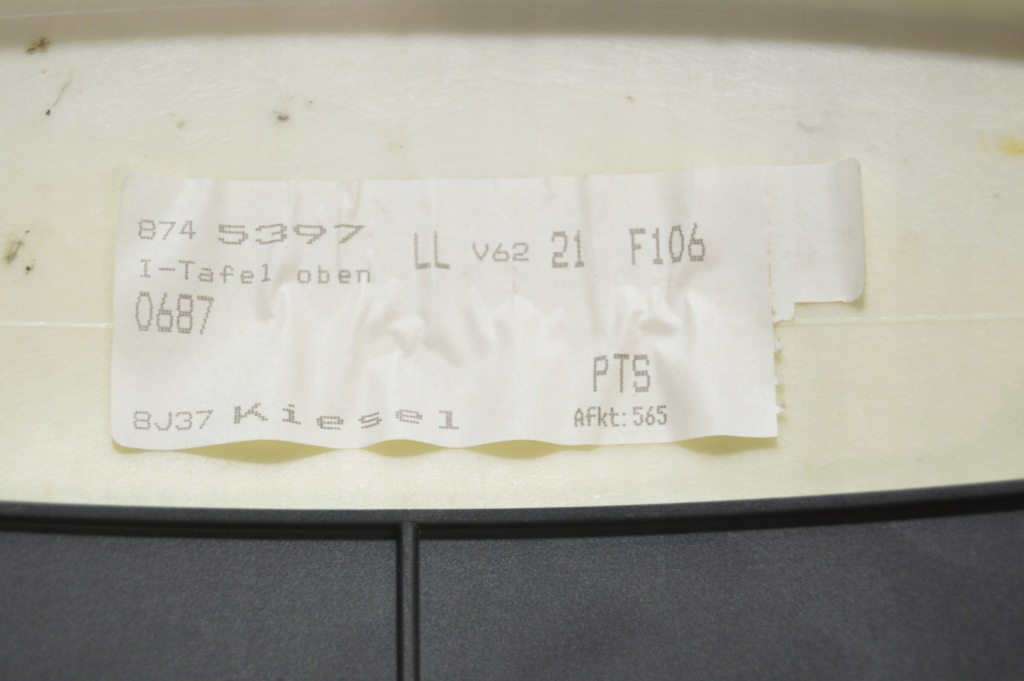 874 5397 LL V62 21 F106
I-Tafel oben
0687
PTS
8J37 Kiesel Afkt: 565